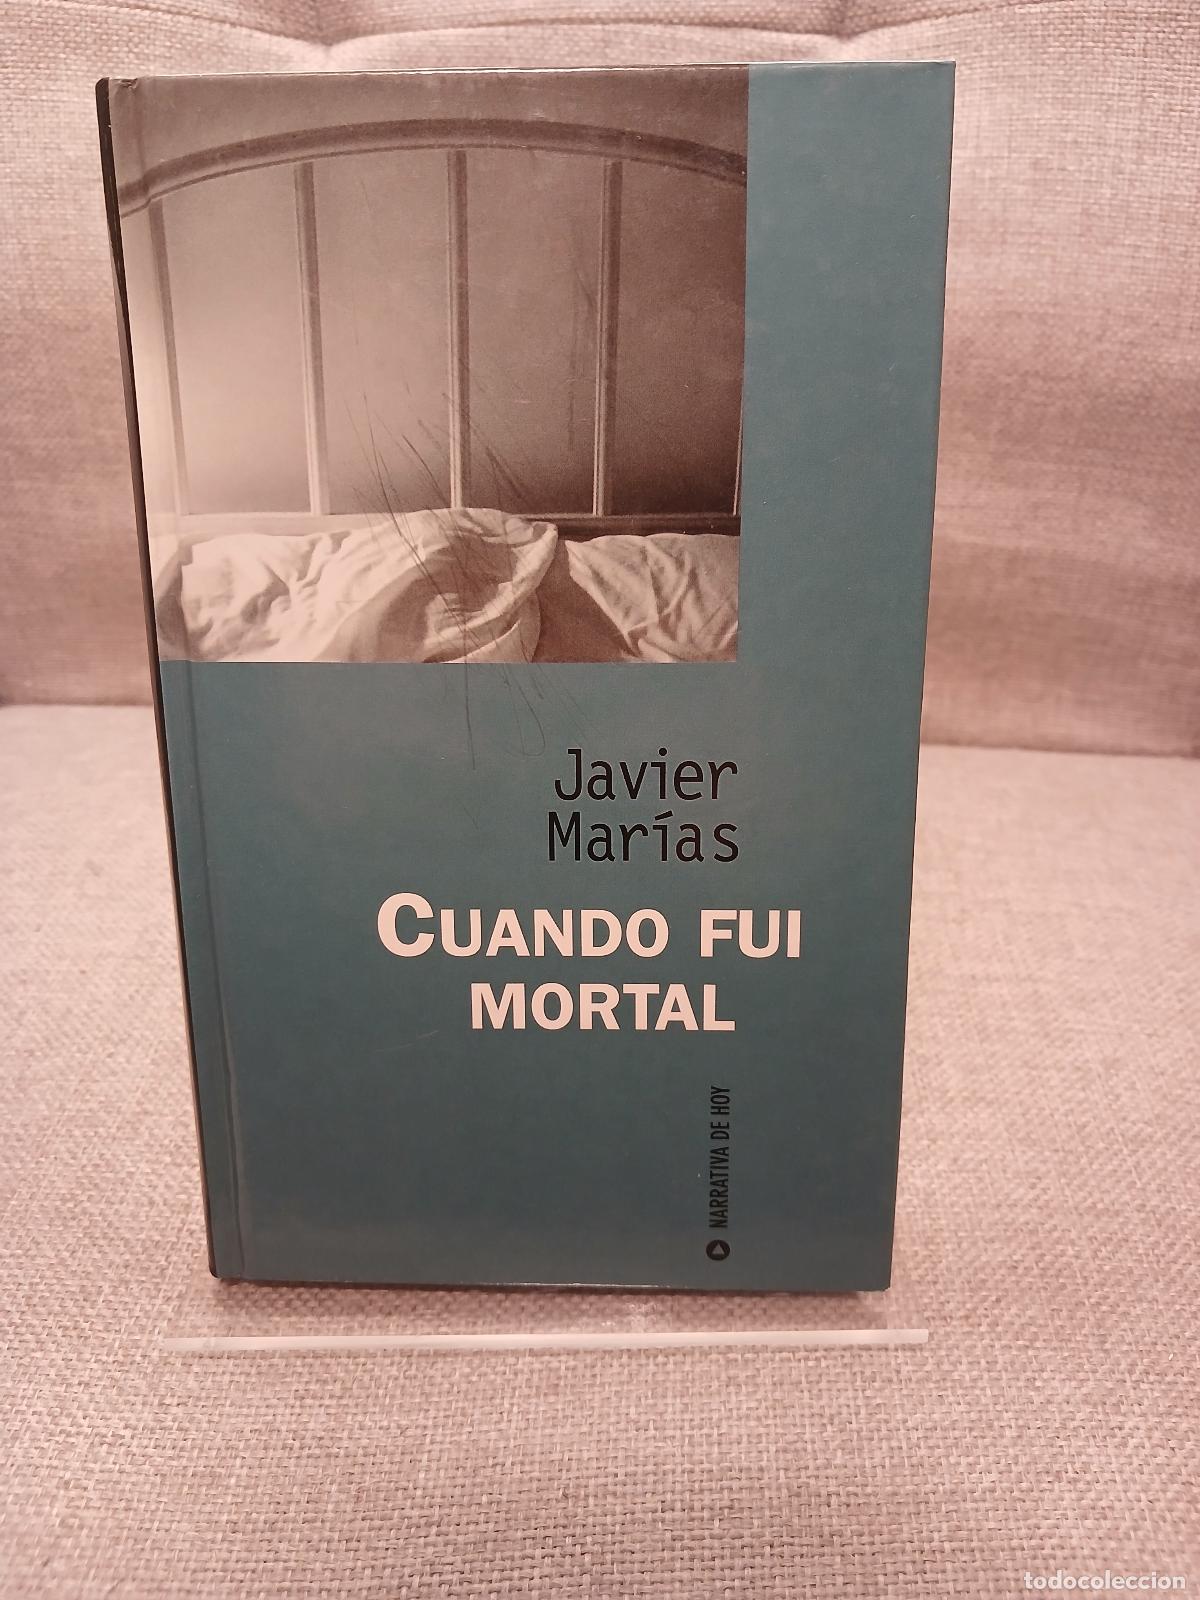 Javier
Marías
CUANDO FUI
MORTAL
NARRATIVA DE HOY
todocoleccion